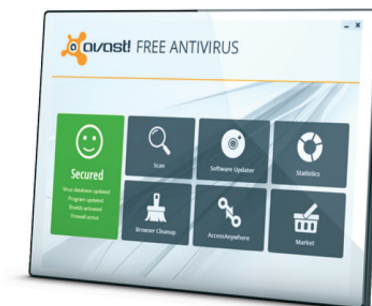 avast! FREE ANTIVIRUS
Secured
Virus database updated
Program updated
Shields activated
Firewall active
Scan
Software Updater
Statistics
Browser Cleanup
AccessAnywhere
Market